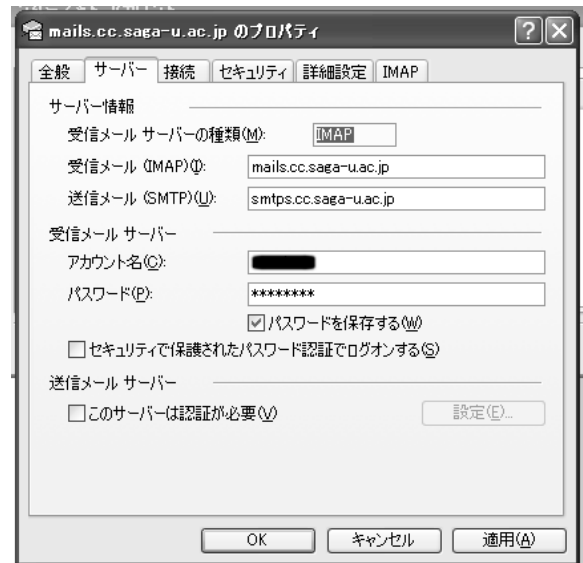 mails.cc.saga-u.ac.jp のプロパティ
全般 サーバー 接続 セキュリティ 詳細設定 IMAP
サーバー情報
受信メール サーバーの種類(M): IMAP
受信メール (IMAP)(I): mails.cc.saga-u.ac.jp
送信メール (SMTP)(U): smtps.cc.saga-u.ac.jp
受信メール サーバー
アカウント名(C):
パスワード(P): ********
パスワードを保存する(W)
セキュリティで保護されたパスワード認証でログオンする(S)
送信メール サーバー
このサーバーは認証が必要(V) 設定(E)...
OK キャンセル 適用(A)